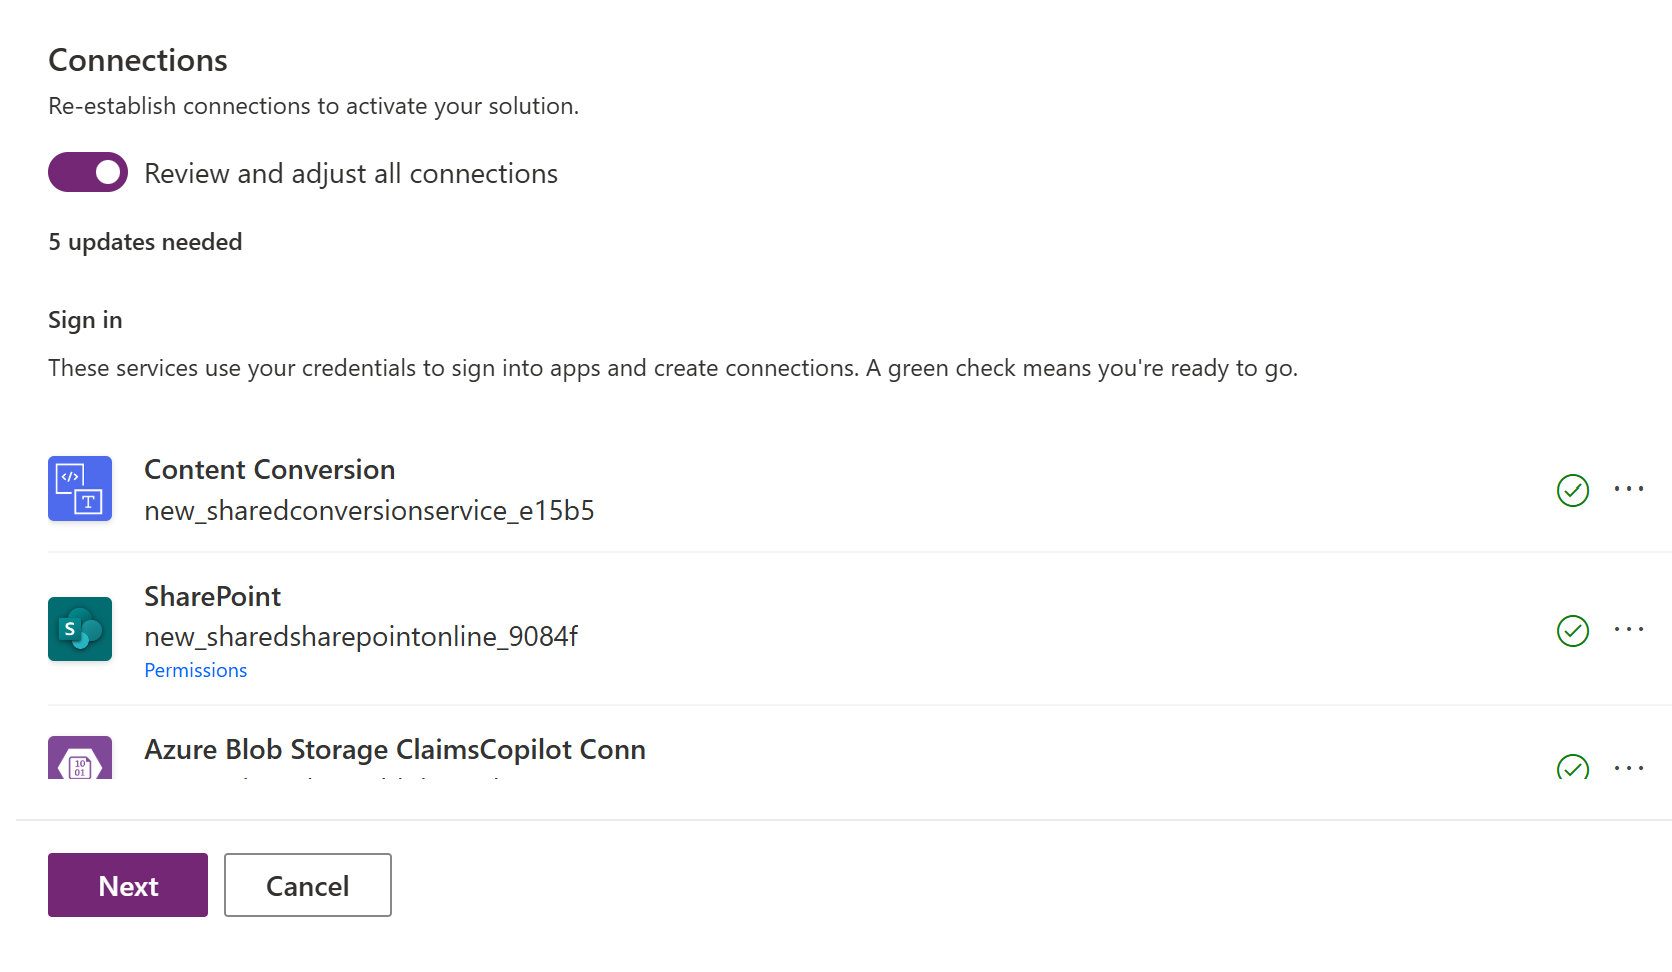 Connections
Re-establish connections to activate your solution.
Review and adjust all connections
5 updates needed
Sign in
These services use your credentials to sign into apps and create connections. A green check means you're ready to go.
</>
T
Content Conversion
new_sharedconversionservice_e15b5
S
SharePoint
new_sharedsharepointonline_9084f
Permissions
10
01
Azure Blob Storage ClaimsCopilot Conn
Next
Cancel